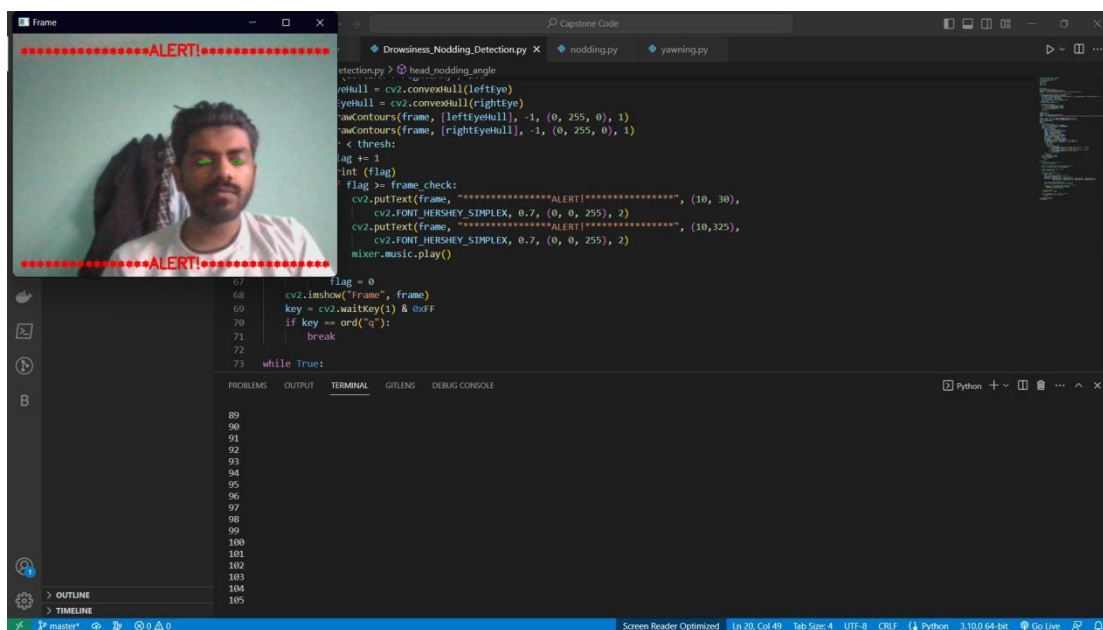 Frame
Capstone Code
****************ALERT!****************
Drowsiness_Nodding_Detection.py
nodding.py
yawning.py
etection.py > head_nodding_angle
yeHull = cv2.convexHull(leftEye)
EyeHull = cv2.convexHull(rightEye)
rawContours(frame, [leftEyeHull], -1, (0, 255, 0), 1)
rawContours(frame, [rightEyeHull], -1, (0, 255, 0), 1)
< thresh:
lag += 1
rint (flag)
flag >= frame_check:
cv2.putText(frame, "****************ALERT!****************", (10, 30),
cv2.FONT_HERSHEY_SIMPLEX, 0.7, (0, 0, 255), 2)
cv2.putText(frame, "****************ALERT!****************", (10,325),
cv2.FONT_HERSHEY_SIMPLEX, 0.7, (0, 0, 255), 2)
mixer.music.play()
****************ALERT!****************
67 flag = 0
68 cv2.imshow("Frame", frame)
69 key = cv2.waitKey(1) & 0xFF
70 if key == ord("q"):
71 break
72
73 while True:
PROBLEMS OUTPUT TERMINAL GITLENS DEBUG CONSOLE
Python
89
90
91
92
93
94
95
96
97
98
99
100
101
102
103
104
105
B
1
> OUTLINE
> TIMELINE
master* 0 0 Screen Reader Optimized Ln 20, Col 49 Tab Size: 4 UTF-8 CRLF Python 3.10.0 64-bit Go Live